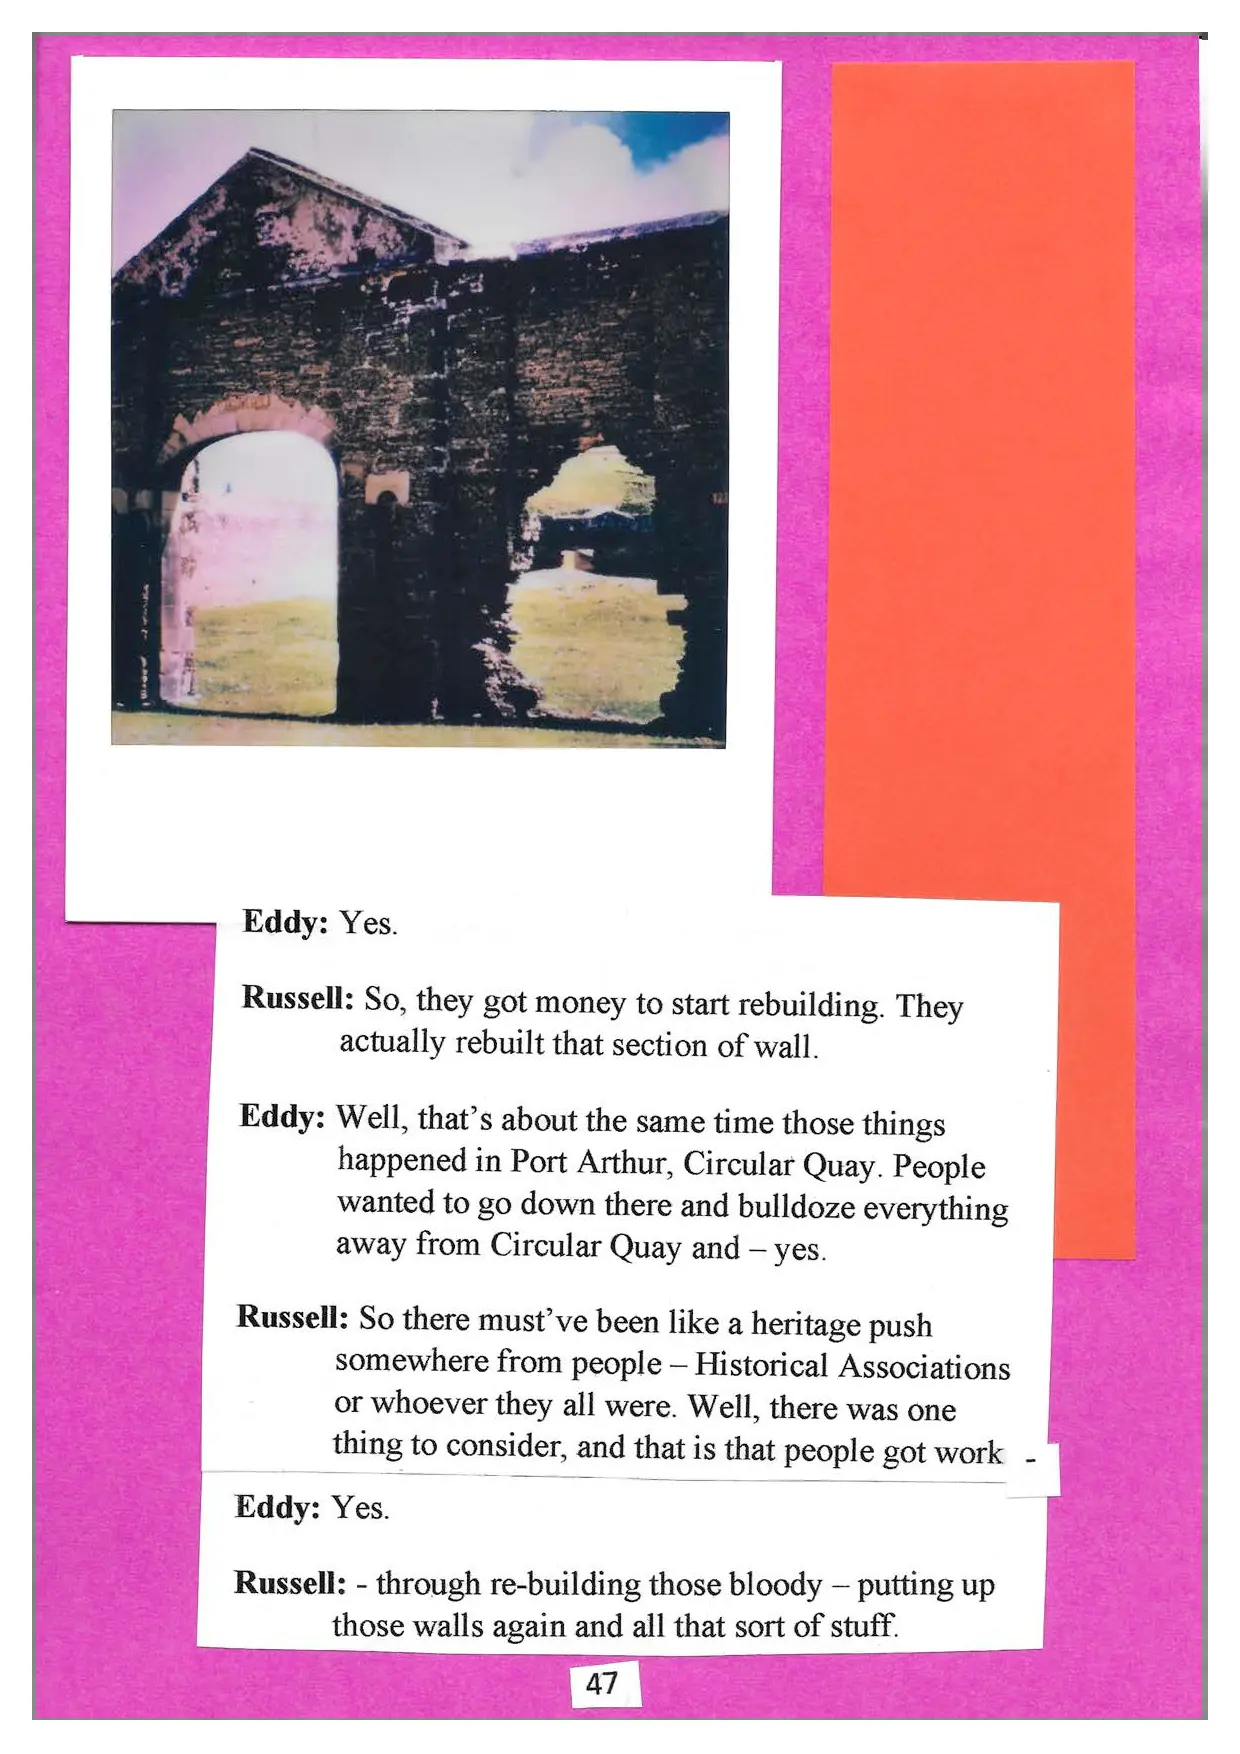 Eddy: Yes.
Russell: So, they got money to start rebuilding. They
actually rebuilt that section of wall.
Eddy: Well, that’s about the same time those things
happened in Port Arthur, Circular Quay. People
wanted to go down there and bulldoze everything
away from Circular Quay and – yes.
Russell: So there must’ve been like a heritage push
somewhere from people – Historical Associations
or whoever they all were. Well, there was one
thing to consider, and that is that people got work -
Eddy: Yes.
Russell: - through re-building those bloody – putting up
those walls again and all that sort of stuff.
47